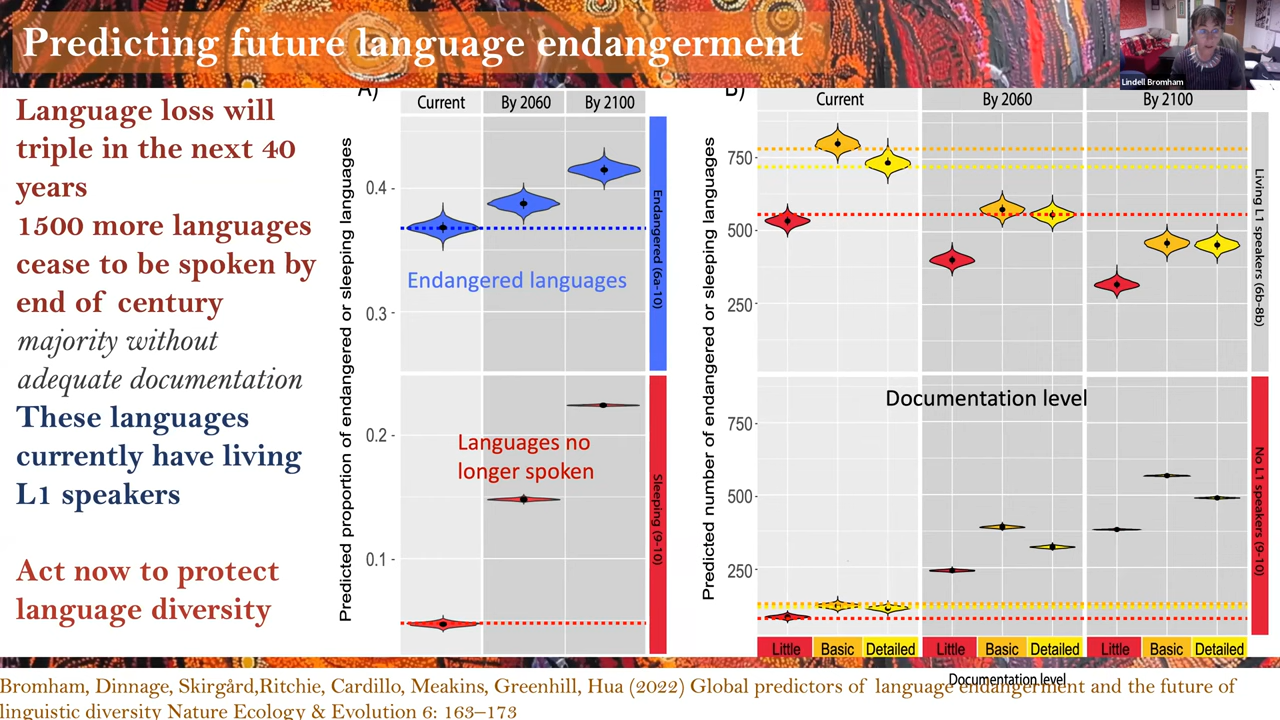 Predicting future language endangerment
Lindell Bromham
Language loss will
triple in the next 40
years
1500 more languages
cease to be spoken by
end of century
majority without
adequate documentation
These languages
currently have living
L1 speakers
Act now to protect
language diversity
A)
Current
By 2060
By 2100
Predicted proportion of endangered or sleeping languages
0.4
0.3
0.2
0.1
Endangered languages
Endangered (6a-10)
Languages no
longer spoken
Sleeping (9-10)
B)
Current
By 2060
By 2100
Predicted number of endangered or sleeping languages
750
500
250
Living L1 speakers (6b-8b)
Documentation level
750
500
250
No L1 speakers (9-10)
Little Basic Detailed Little Basic Detailed Little Basic Detailed
Documentation level
Bromham, Dinnage, Skirgård,Ritchie, Cardillo, Meakins, Greenhill, Hua (2022) Global predictors of language endangerment and the future of
linguistic diversity Nature Ecology & Evolution 6: 163–173